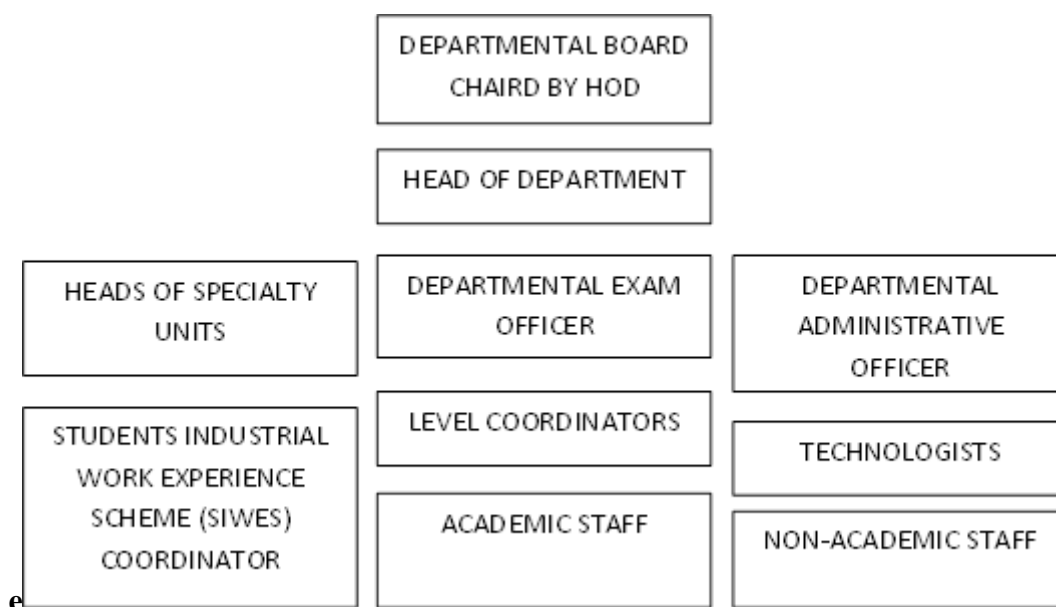 DEPARTMENTAL BOARD
CHAIRD BY HOD
HEAD OF DEPARTMENT
HEADS OF SPECIALTY
UNITS
DEPARTMENTAL EXAM
OFFICER
DEPARTMENTAL
ADMINISTRATIVE
OFFICER
STUDENTS INDUSTRIAL
WORK EXPERIENCE
SCHEME (SIWES)
COORDINATOR
LEVEL COORDINATORS
TECHNOLOGISTS
ACADEMIC STAFF
NON-ACADEMIC STAFF
e